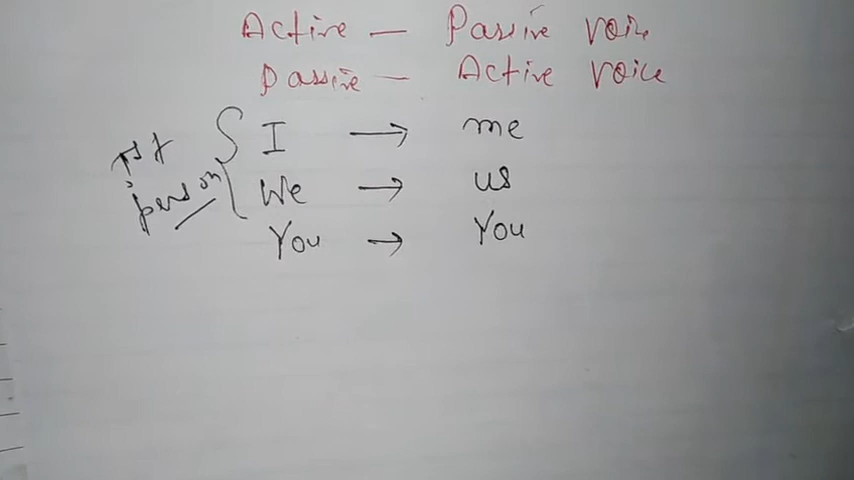 Active — Passive voice
Passive — Active voice
1st person { I → me
We → us
You → You